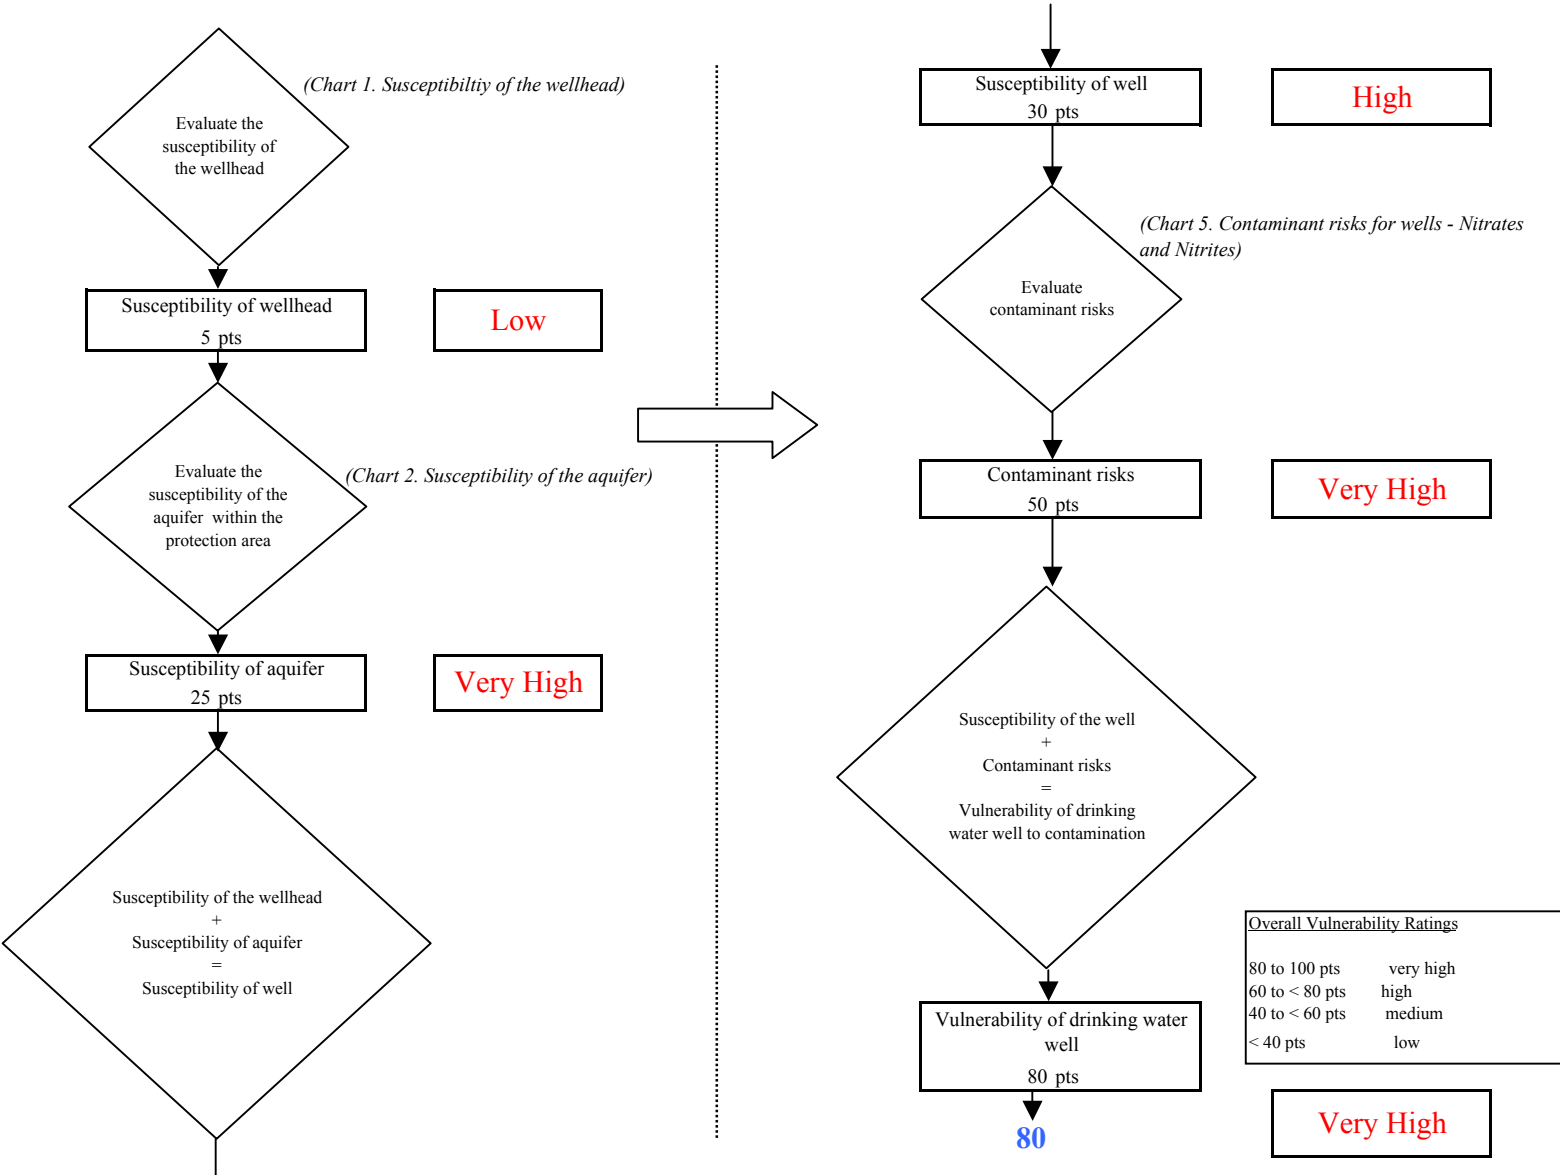 (Chart 1. Susceptibiltiy of the wellhead)
Evaluate the
susceptibility of
the wellhead
Susceptibility of wellhead
5 pts
Low
Evaluate the
susceptibility of the
aquifer within the
protection area
(Chart 2. Susceptibility of the aquifer)
Susceptibility of aquifer
25 pts
Very High
Susceptibility of the wellhead
+
Susceptibility of aquifer
=
Susceptibility of well
Susceptibility of well
30 pts
High
(Chart 5. Contaminant risks for wells - Nitrates
and Nitrites)
Evaluate
contaminant risks
Contaminant risks
50 pts
Very High
Susceptibility of the well
+
Contaminant risks
=
Vulnerability of drinking
water well to contamination
Overall Vulnerability Ratings
80 to 100 pts very high
60 to < 80 pts high
40 to < 60 pts medium
< 40 pts low
Vulnerability of drinking water
well
80 pts
80
Very High